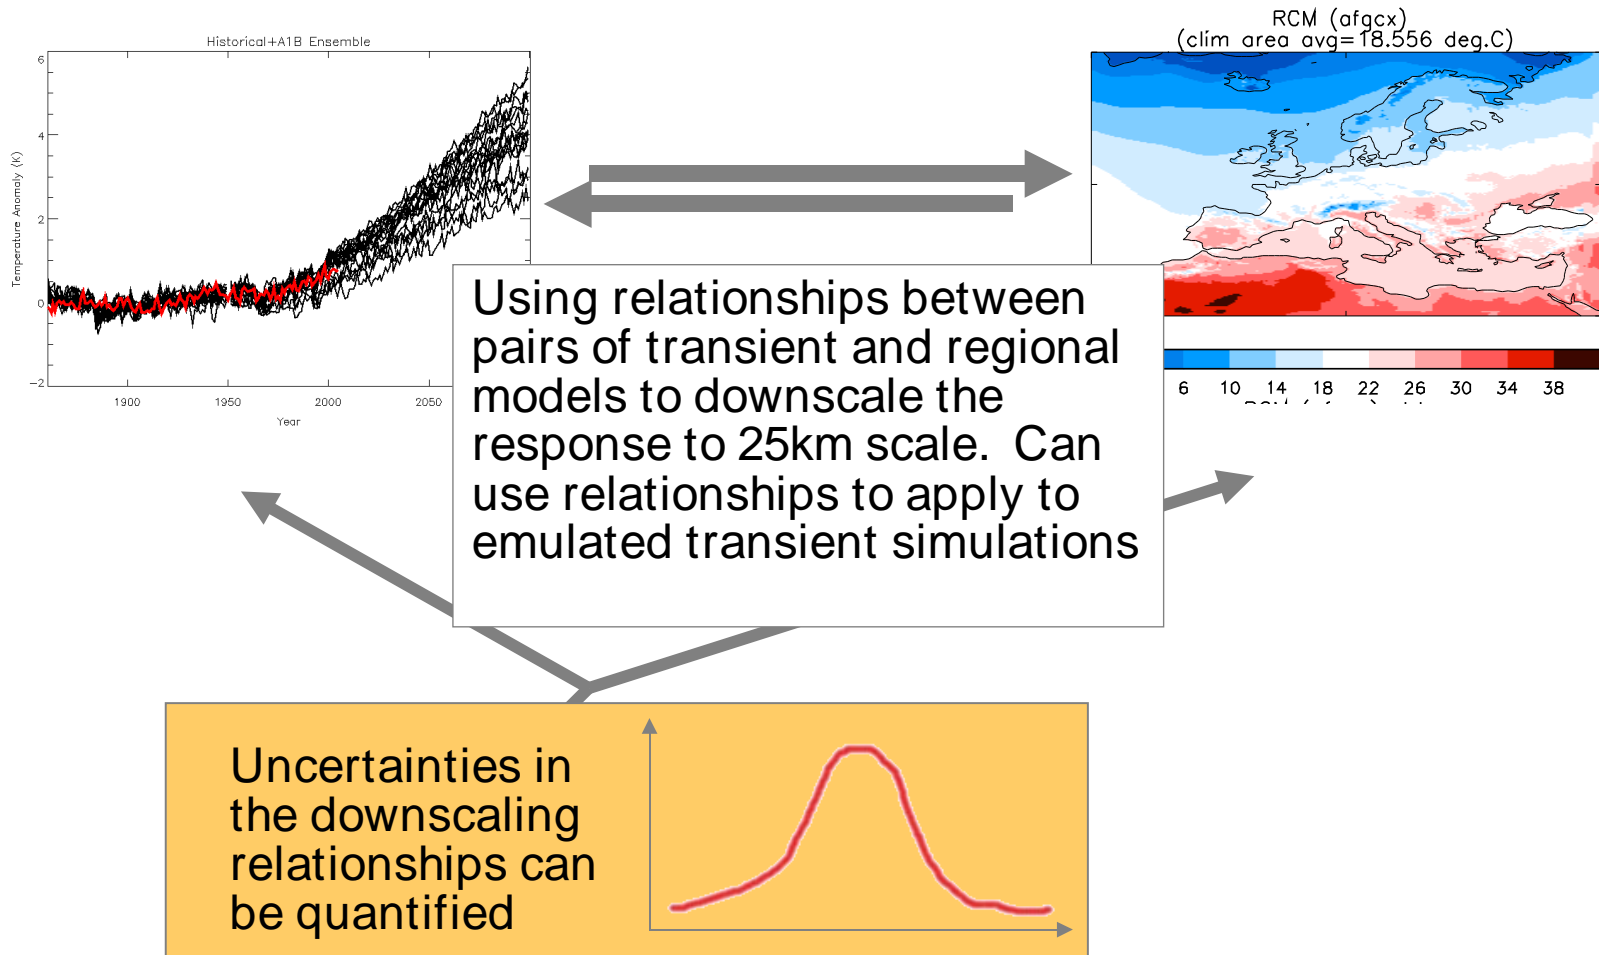 Historical+A1B Ensemble
Temperature Anomaly (K)
6
4
2
0
−2
1900
1950
2000
2050
Year
RCM (afgcx)
(clim area avg=18.556 deg.C)
6 10 14 18 22 26 30 34 38
Using relationships between
pairs of transient and regional
models to downscale the
response to 25km scale. Can
use relationships to apply to
emulated transient simulations
Uncertainties in
the downscaling
relationships can
be quantified